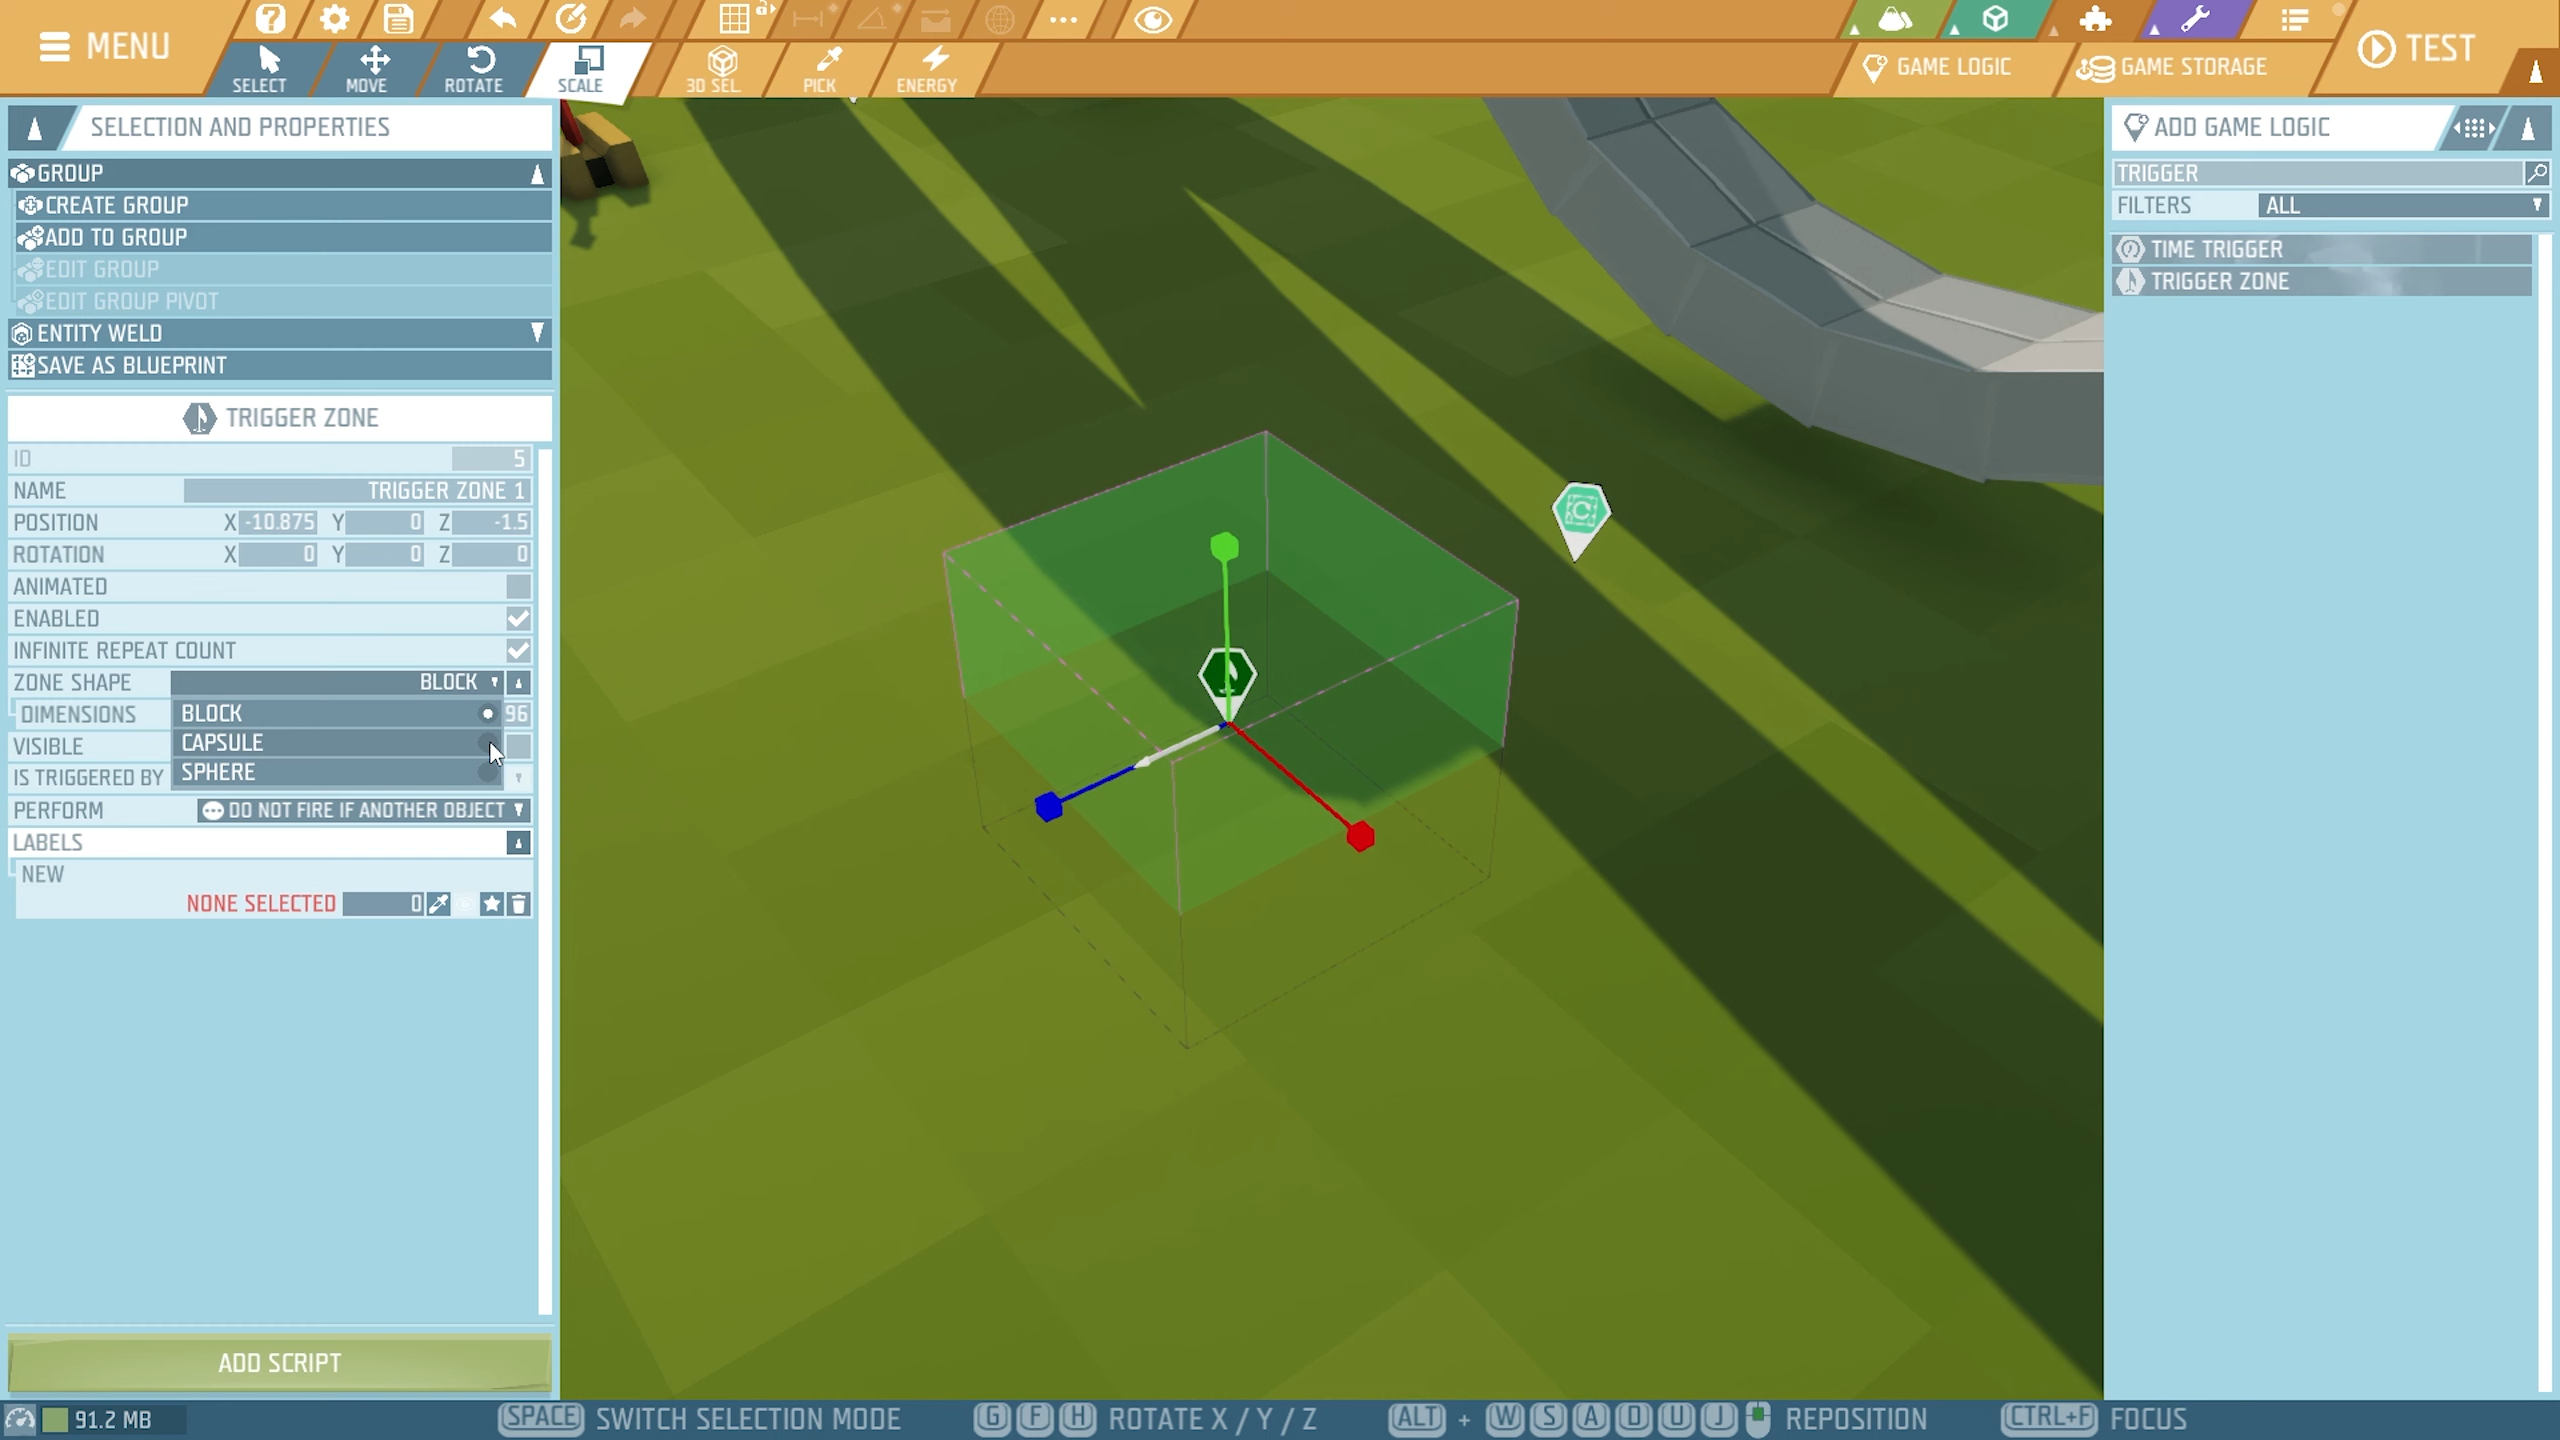 MENU
SELECT
MOVE
ROTATE
SCALE
3D SEL.
PICK
ENERGY
GAME LOGIC
GAME STORAGE
TEST
SELECTION AND PROPERTIES
GROUP
CREATE GROUP
ADD TO GROUP
EDIT GROUP
EDIT GROUP PIVOT
ENTITY WELD
SAVE AS BLUEPRINT
TRIGGER ZONE
ID 5
NAME TRIGGER ZONE 1
POSITION X -10.875 Y 0 Z -1.5
ROTATION X 0 Y 0 Z 0
ANIMATED
ENABLED
INFINITE REPEAT COUNT
ZONE SHAPE BLOCK
DIMENSIONS 96
BLOCK
CAPSULE
SPHERE
VISIBLE
IS TRIGGERED BY
PERFORM DO NOT FIRE IF ANOTHER OBJECT
LABELS
NEW
NONE SELECTED 0
ADD SCRIPT
ADD GAME LOGIC
TRIGGER
FILTERS ALL
TIME TRIGGER
TRIGGER ZONE
91.2 MB
SPACE SWITCH SELECTION MODE
G F H ROTATE X / Y / Z
ALT + W S A D U J REPOSITION
CTRL+F FOCUS